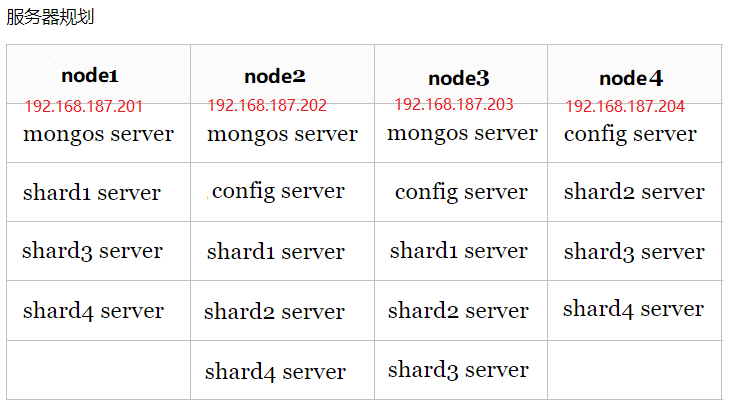 服务器规划
node1 node2 node3 node4
192.168.187.201 192.168.187.202 192.168.187.203 192.168.187.204
mongos server mongos server mongos server config server
shard1 server config server config server shard2 server
shard3 server shard1 server shard1 server shard3 server
shard4 server shard2 server shard2 server shard4 server
shard4 server shard3 server